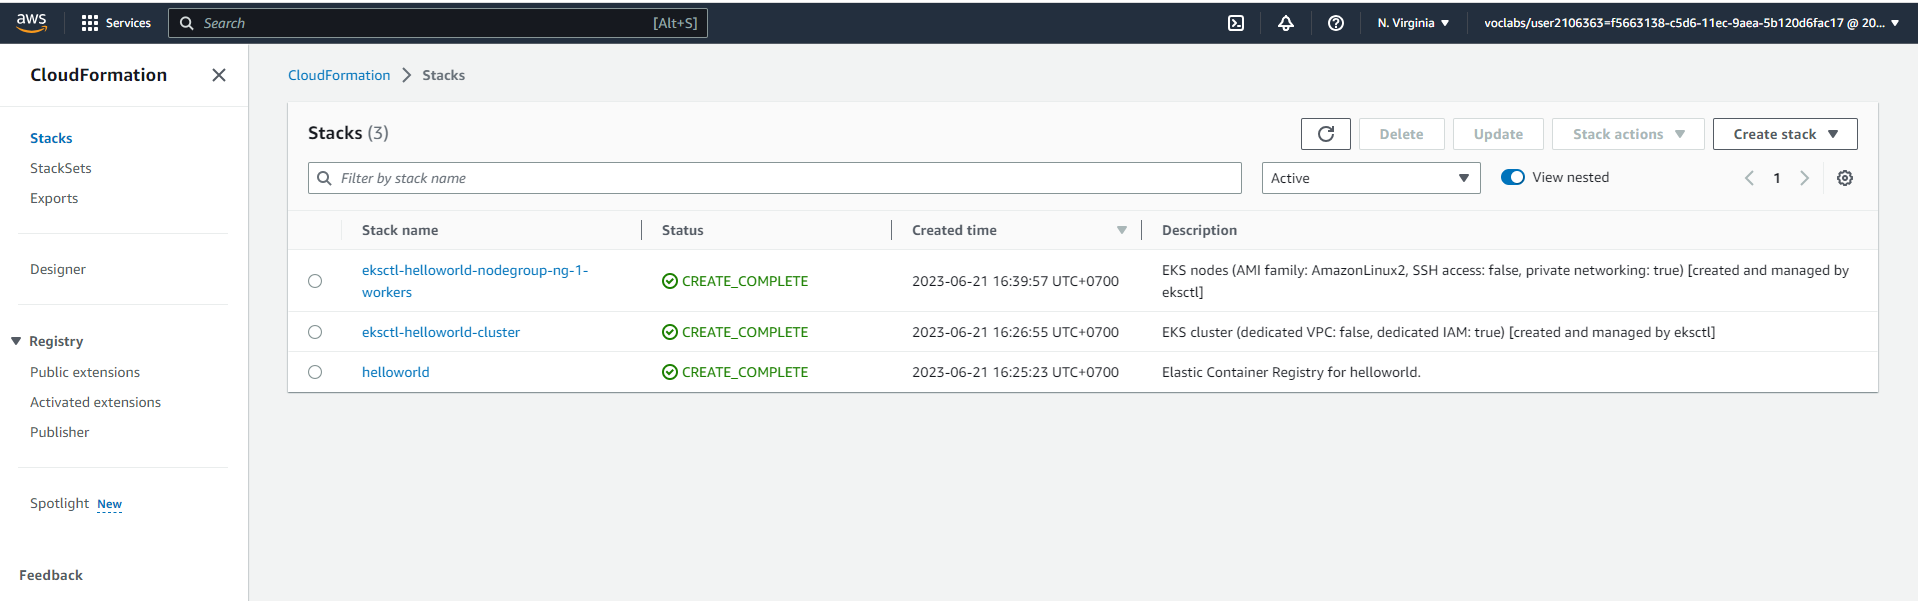 aws
Services
Search
[Alt+S]
N. Virginia
voclabs/user2106363=f5663138-c5d6-11ec-9aea-5b120d6fac17 @ 20...
CloudFormation
Stacks
StackSets
Exports
Designer
Registry
Public extensions
Activated extensions
Publisher
Spotlight New
Feedback
CloudFormation Stacks
Stacks (3)
Delete
Update
Stack actions
Create stack
Filter by stack name
Active
View nested
1
Stack name
Status
Created time
Description
eksctl-helloworld-nodegroup-ng-1-
workers
CREATE_COMPLETE
2023-06-21 16:39:57 UTC+0700
EKS nodes (AMI family: AmazonLinux2, SSH access: false, private networking: true) [created and managed by
eksctl]
eksctl-helloworld-cluster
CREATE_COMPLETE
2023-06-21 16:26:55 UTC+0700
EKS cluster (dedicated VPC: false, dedicated IAM: true) [created and managed by eksctl]
helloworld
CREATE_COMPLETE
2023-06-21 16:25:23 UTC+0700
Elastic Container Registry for helloworld.